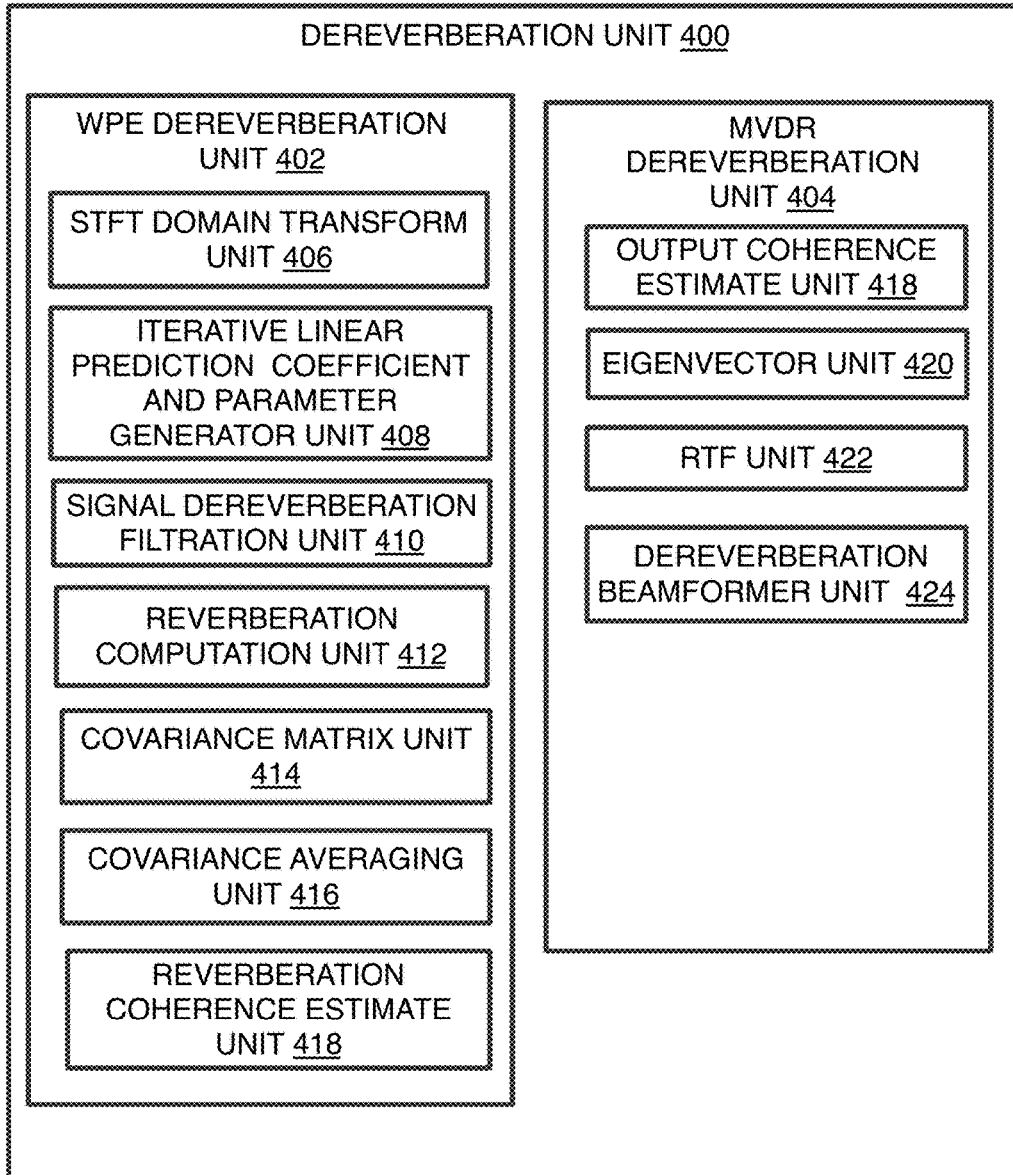 DEREVERBERATION UNIT 400
WPE DEREVERBERATION
UNIT 402
STFT DOMAIN TRANSFORM
UNIT 406
ITERATIVE LINEAR
PREDICTION COEFFICIENT
AND PARAMETER
GENERATOR UNIT 408
SIGNAL DEREVERBERATION
FILTRATION UNIT 410
REVERBERATION
COMPUTATION UNIT 412
COVARIANCE MATRIX UNIT
414
COVARIANCE AVERAGING
UNIT 416
REVERBERATION
COHERENCE ESTIMATE
UNIT 418
MVDR
DEREVERBERATION
UNIT 404
OUTPUT COHERENCE
ESTIMATE UNIT 418
EIGENVECTOR UNIT 420
RTF UNIT 422
DEREVERBERATION
BEAMFORMER UNIT 424